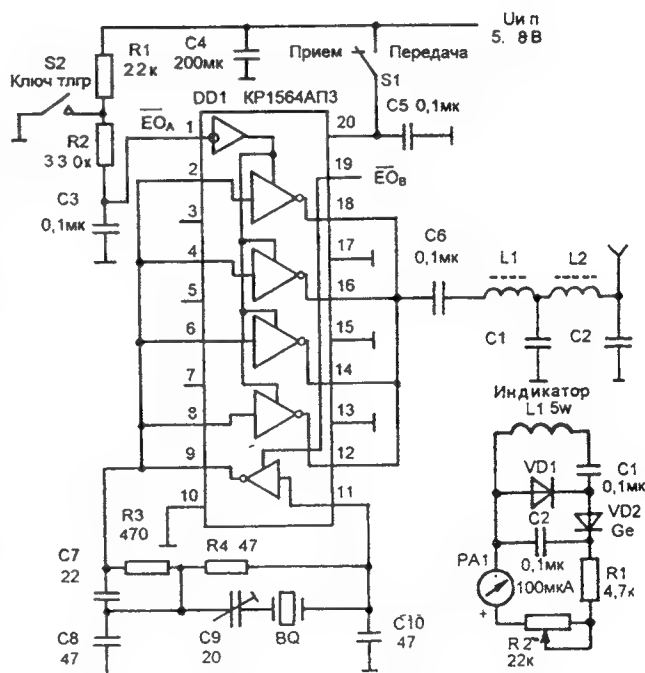 Uи п
5. 8В
S2
Ключ тлгр
R1
22к
C4
200мк
Прием Передача
S1
DD1 КР1564АП3
C5 0,1мк
R2
330к
C3
0,1мк
EOA
1
2
3
4
5
6
7
8
9
10
20
19
18
17
16
15
14
13
12
11
EOB
C6
0,1мк
L1
L2
C1
C2
Индикатор
L1 5w
VD1
C1
0,1мк
VD2
Ge
C2
0,1мк
PA1
100мкА
+
R1
4,7к
R2
22к
R3
470
R4 47
C7
22
C8
47
C9
20
BQ
C10
47